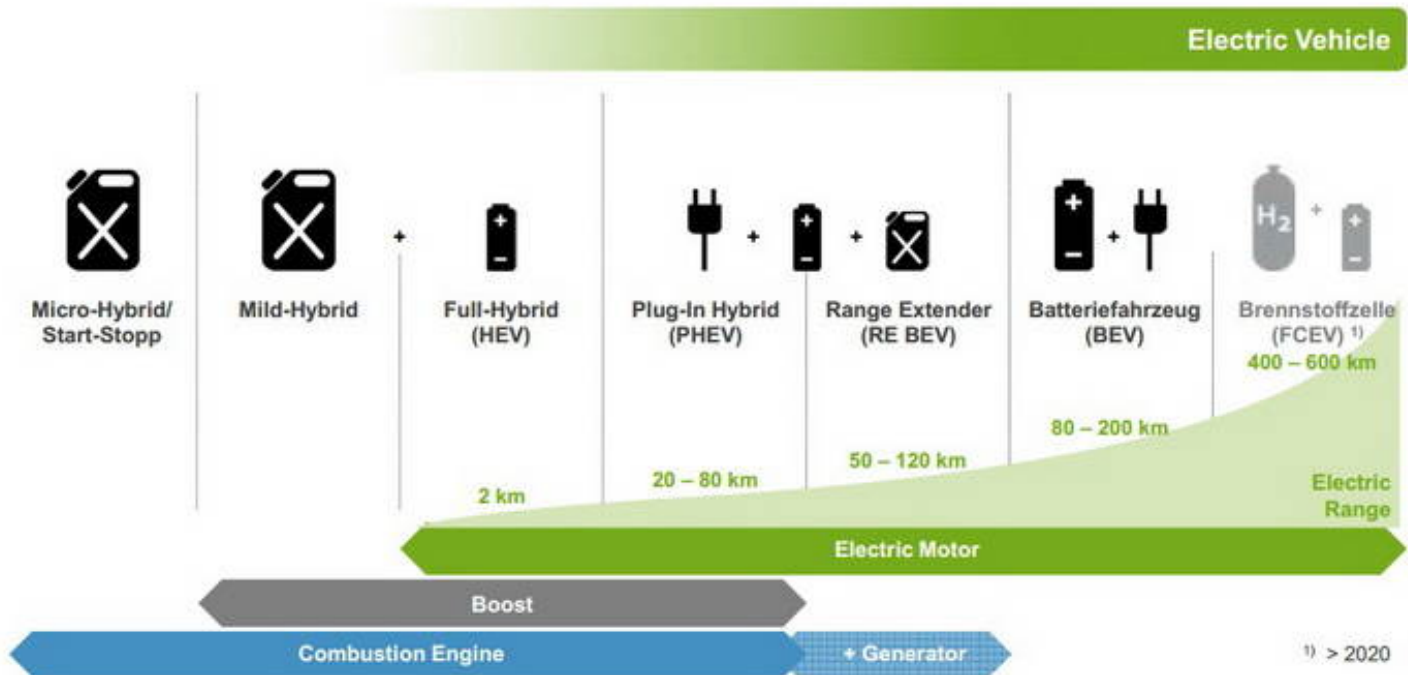 Electric Vehicle
H2
+
+
-
+
+
+
-
+
+
-
+
+
-
Micro-Hybrid/
Start-Stopp
Mild-Hybrid
Full-Hybrid
(HEV)
Plug-In Hybrid
(PHEV)
Range Extender
(RE BEV)
Batteriefahrzeug
(BEV)
Brennstoffzelle
(FCEV) 1)
2 km
20 – 80 km
50 – 120 km
80 – 200 km
400 – 600 km
Electric
Range
Electric Motor
Boost
Combustion Engine
+ Generator
1) > 2020